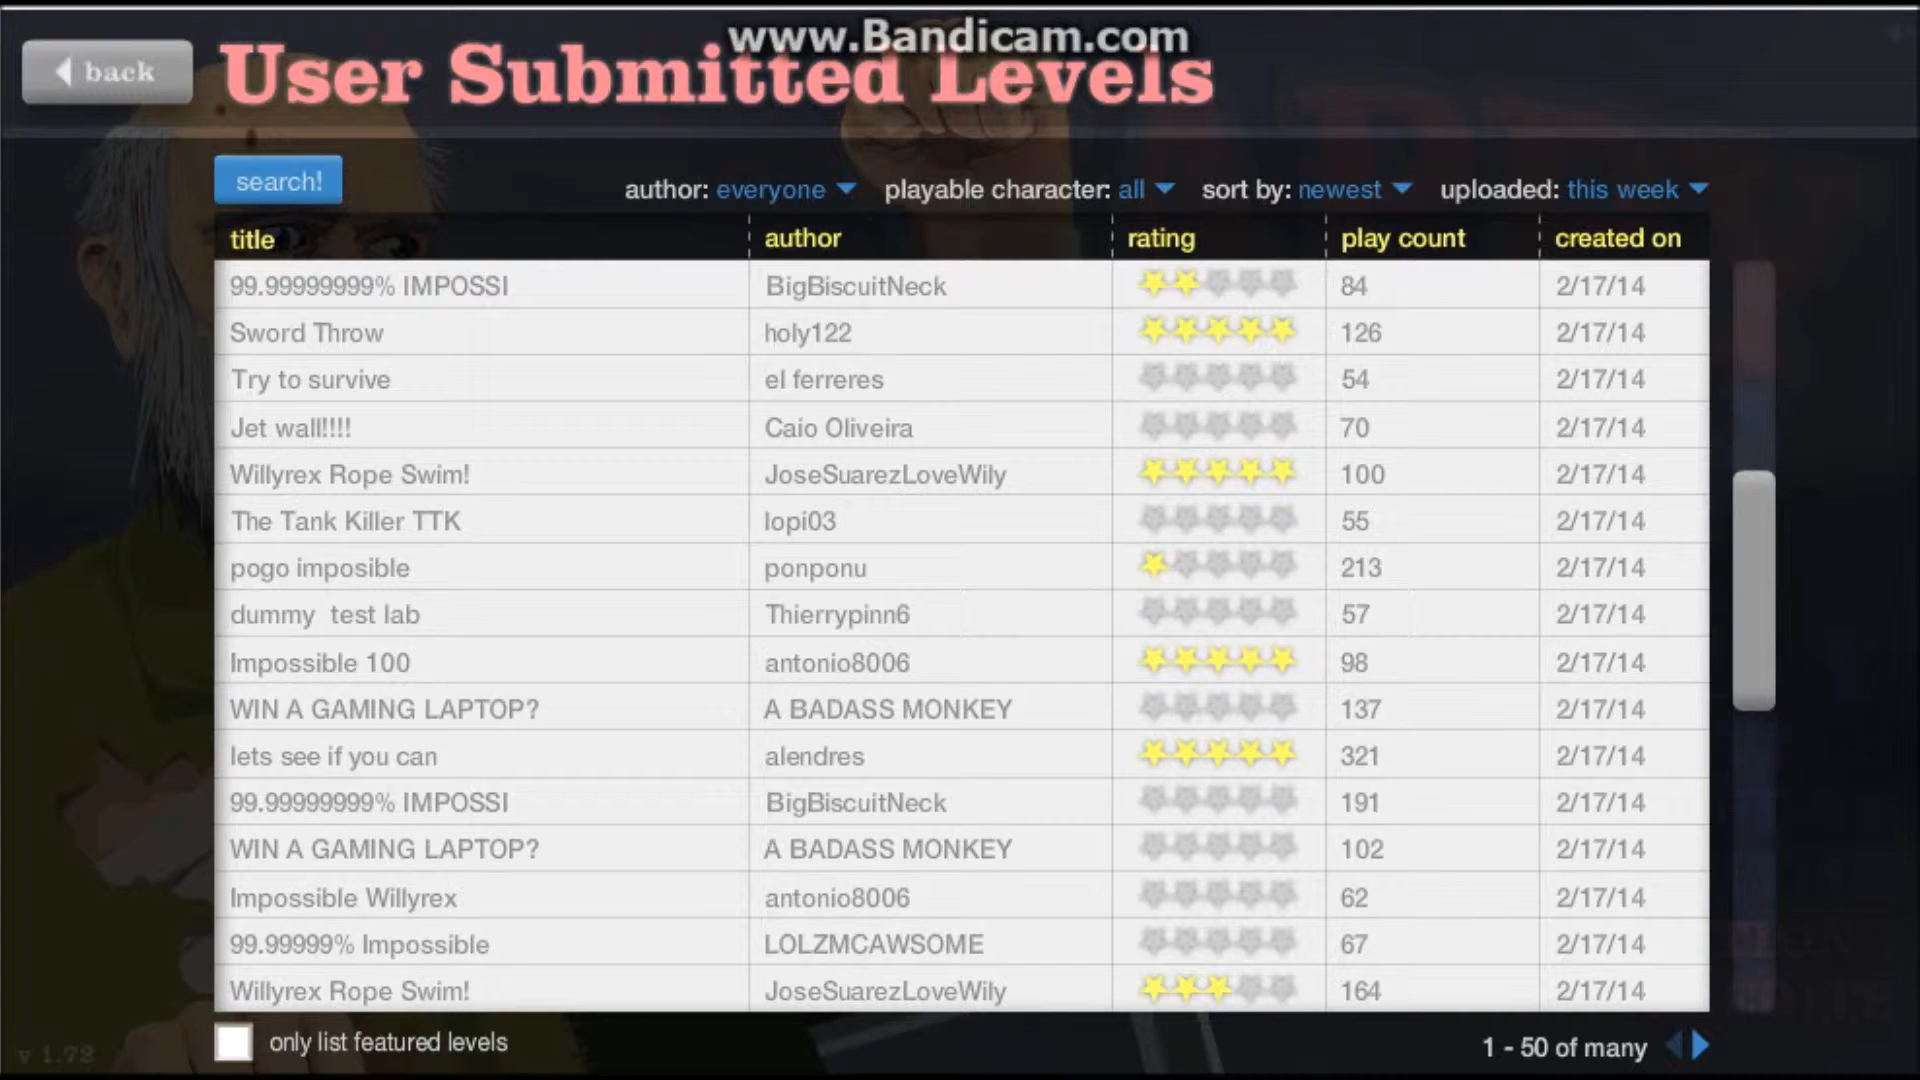 www.Bandicam.com
back
User Submitted Levels
search!
author: everyone playable character: all sort by: newest uploaded: this week
title author rating play count created on
99.99999999% IMPOSSI BigBiscuitNeck 84 2/17/14
Sword Throw holy122 126 2/17/14
Try to survive el ferreres 54 2/17/14
Jet wall!!!! Caio Oliveira 70 2/17/14
Willyrex Rope Swim! JoseSuarezLoveWily 100 2/17/14
The Tank Killer TTK lopi03 55 2/17/14
pogo imposible ponponu 213 2/17/14
dummy  test lab Thierrypinn6 57 2/17/14
Impossible 100 antonio8006 98 2/17/14
WIN A GAMING LAPTOP? A BADASS MONKEY 137 2/17/14
lets see if you can alendres 321 2/17/14
99.99999999% IMPOSSI BigBiscuitNeck 191 2/17/14
WIN A GAMING LAPTOP? A BADASS MONKEY 102 2/17/14
Impossible Willyrex antonio8006 62 2/17/14
99.99999% Impossible LOLZMCAWSOME 67 2/17/14
Willyrex Rope Swim! JoseSuarezLoveWily 164 2/17/14
only list featured levels
1 - 50 of many
v 1.72